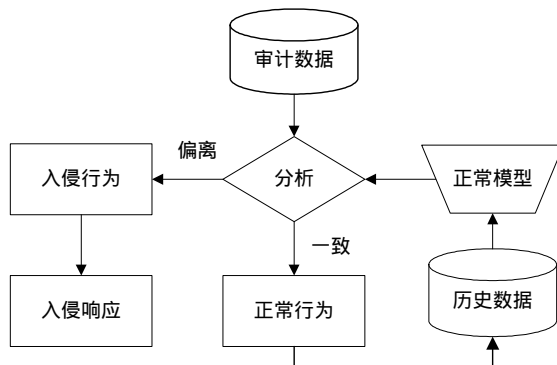 审计数据
偏离
入侵行为
分析
正常模型
一致
入侵响应
正常行为
历史数据